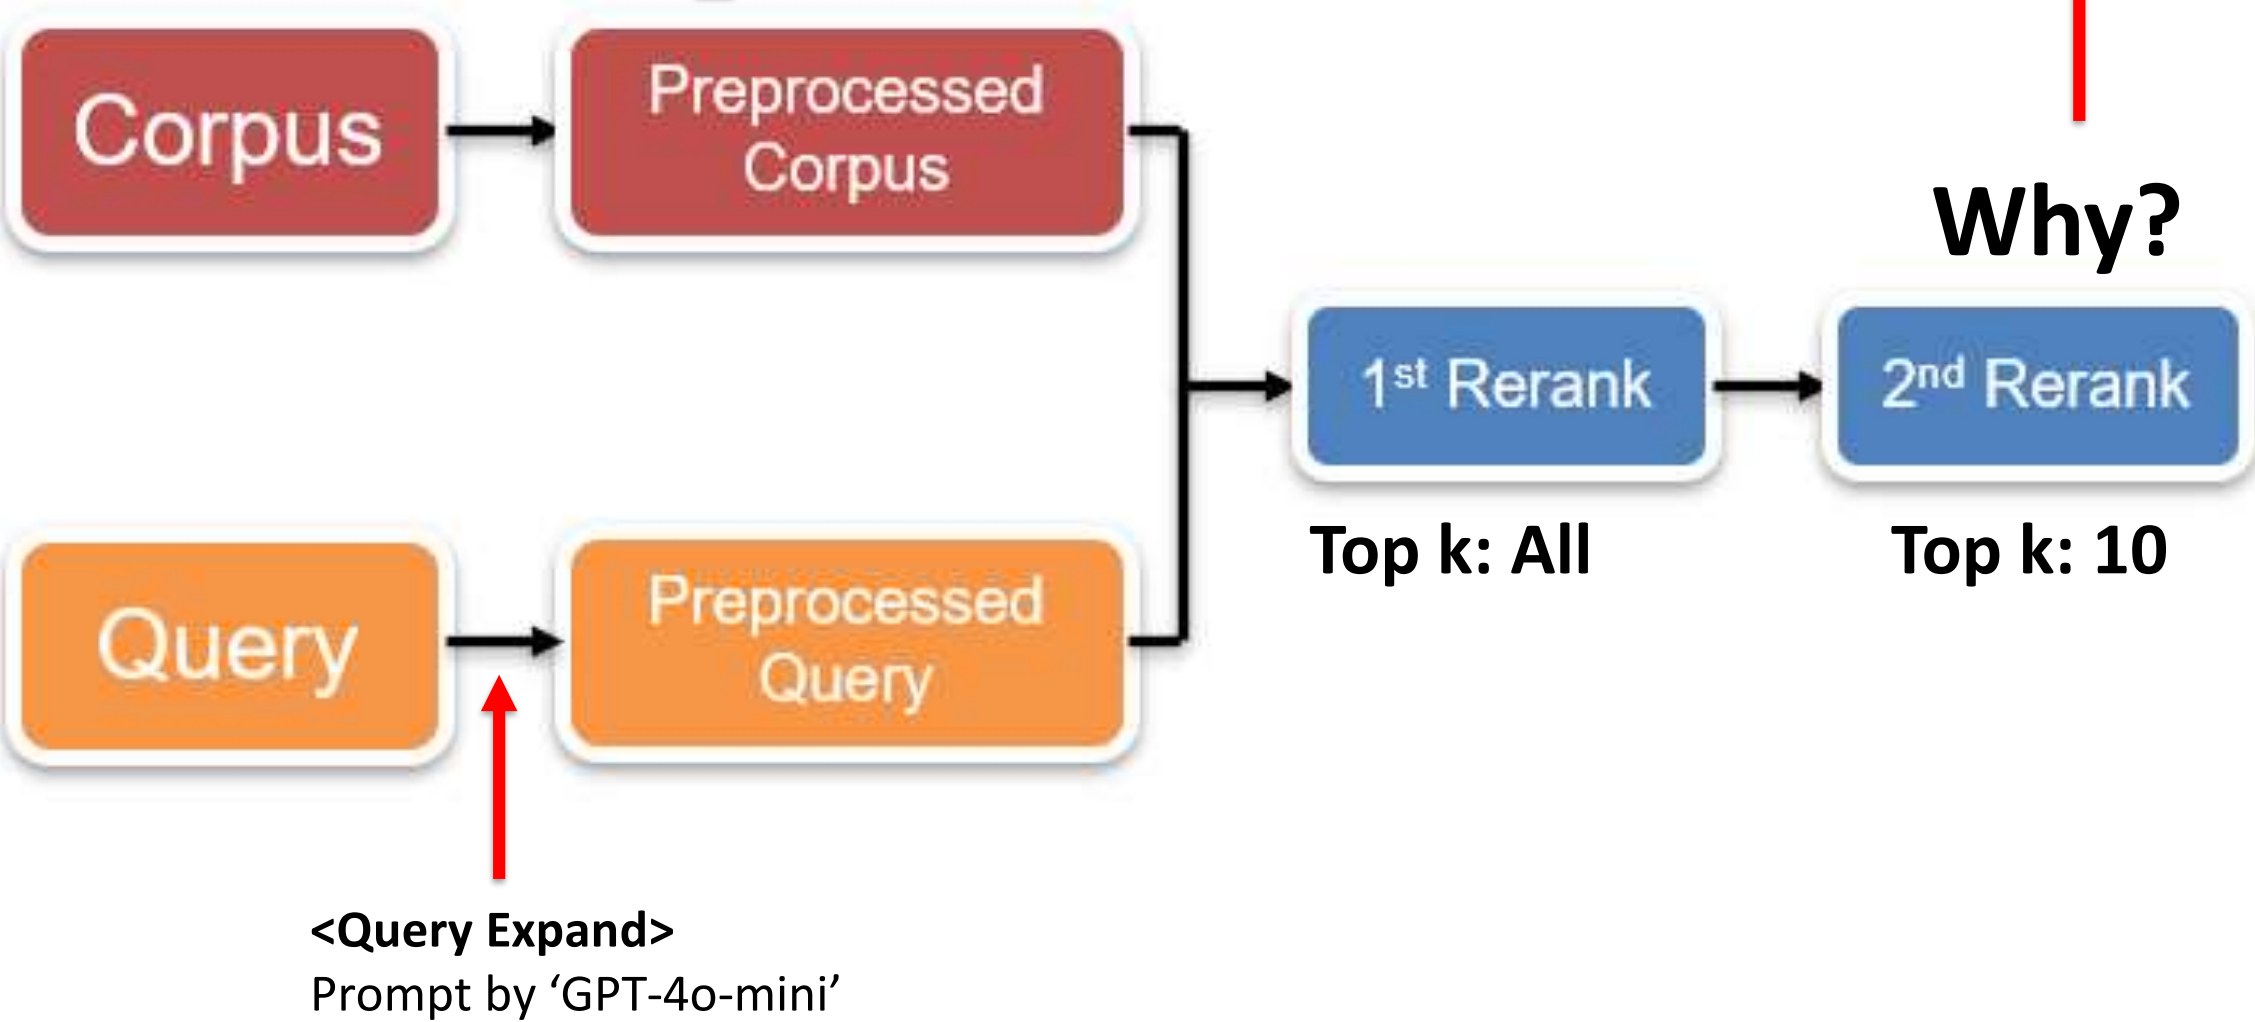 Corpus
Preprocessed
Corpus
Why?
1st Rerank
2nd Rerank
Top k: All
Top k: 10
Query
Preprocessed
Query
<Query Expand>
Prompt by ‘GPT-4o-mini’